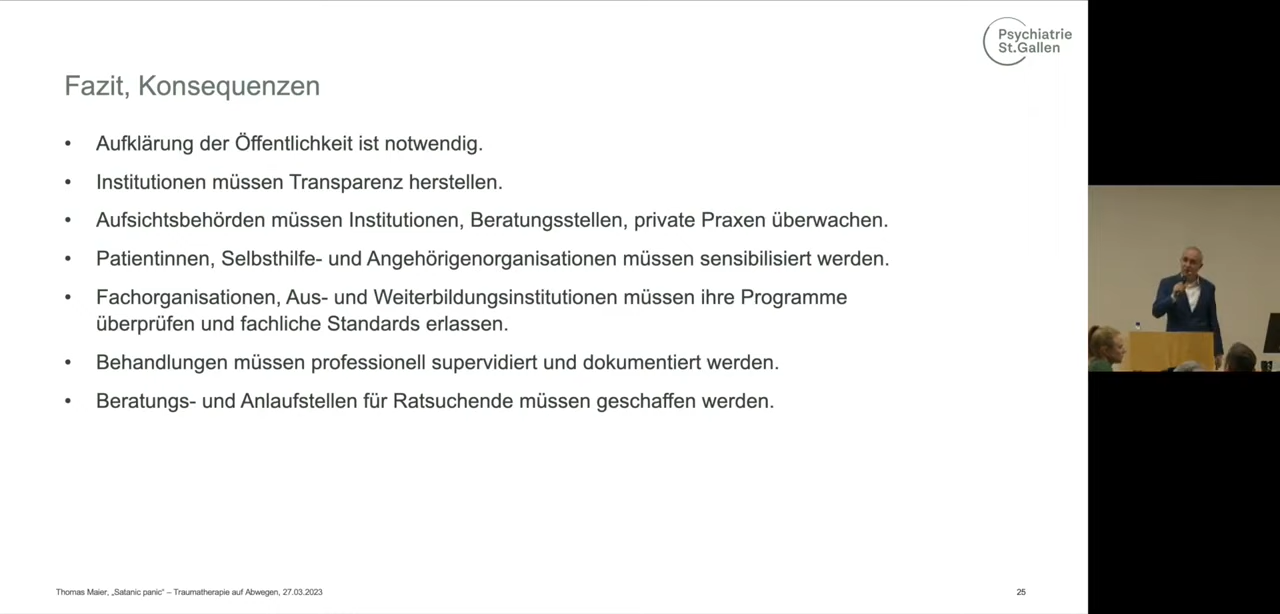 Psychiatrie
St.Gallen
Fazit, Konsequenzen
• Aufklärung der Öffentlichkeit ist notwendig.
• Institutionen müssen Transparenz herstellen.
• Aufsichtsbehörden müssen Institutionen, Beratungsstellen, private Praxen überwachen.
• Patientinnen, Selbsthilfe- und Angehörigenorganisationen müssen sensibilisiert werden.
• Fachorganisationen, Aus- und Weiterbildungsinstitutionen müssen ihre Programme
überprüfen und fachliche Standards erlassen.
• Behandlungen müssen professionell supervidiert und dokumentiert werden.
• Beratungs- und Anlaufstellen für Ratsuchende müssen geschaffen werden.
Thomas Maier, „Satanic panic“ – Traumatherapie auf Abwegen, 27.03.2023
25